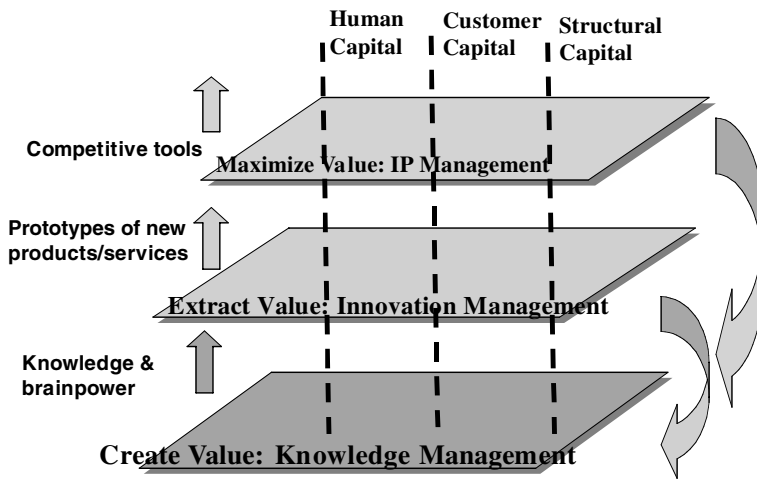 Human
Capital
Customer
Capital
Structural
Capital
Competitive tools
Maximize Value: IP Management
Prototypes of new
products/services
Extract Value: Innovation Management
Knowledge &
brainpower
Create Value: Knowledge Management